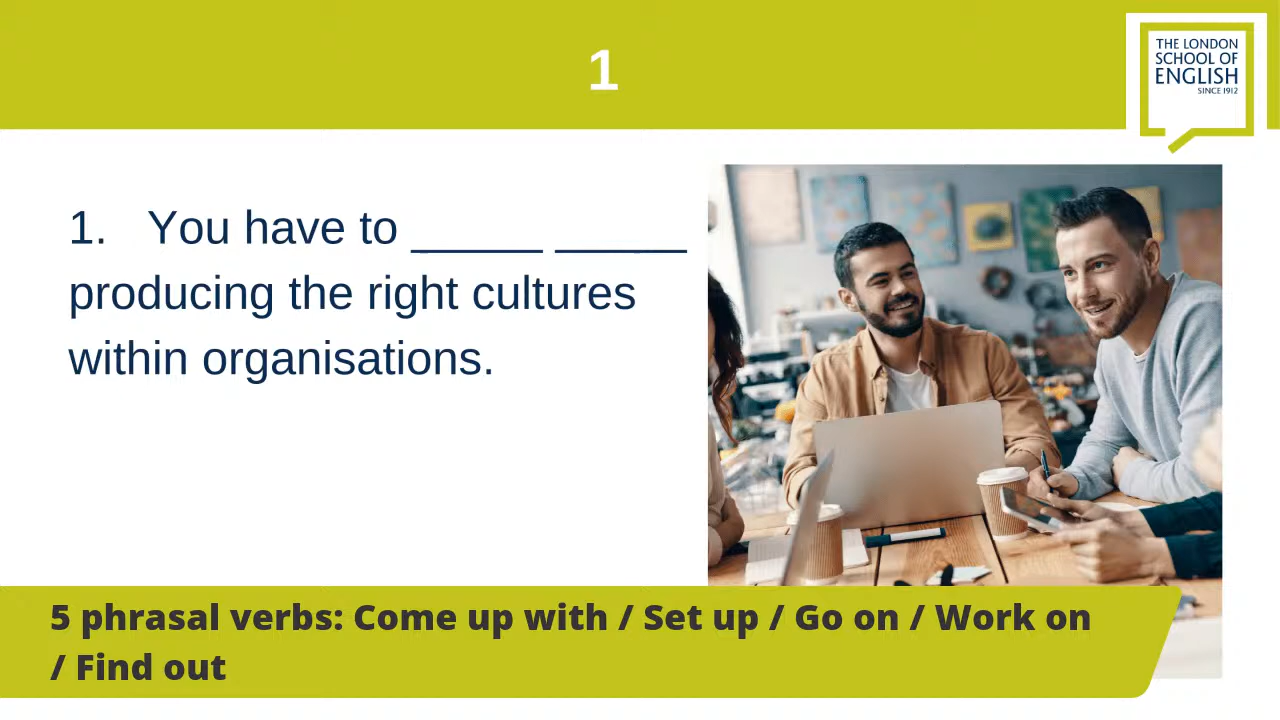 1
THE LONDON
SCHOOL OF
ENGLISH
SINCE 1912
1. You have to _____ _____
producing the right cultures
within organisations.
5 phrasal verbs: Come up with / Set up / Go on / Work on
/ Find out